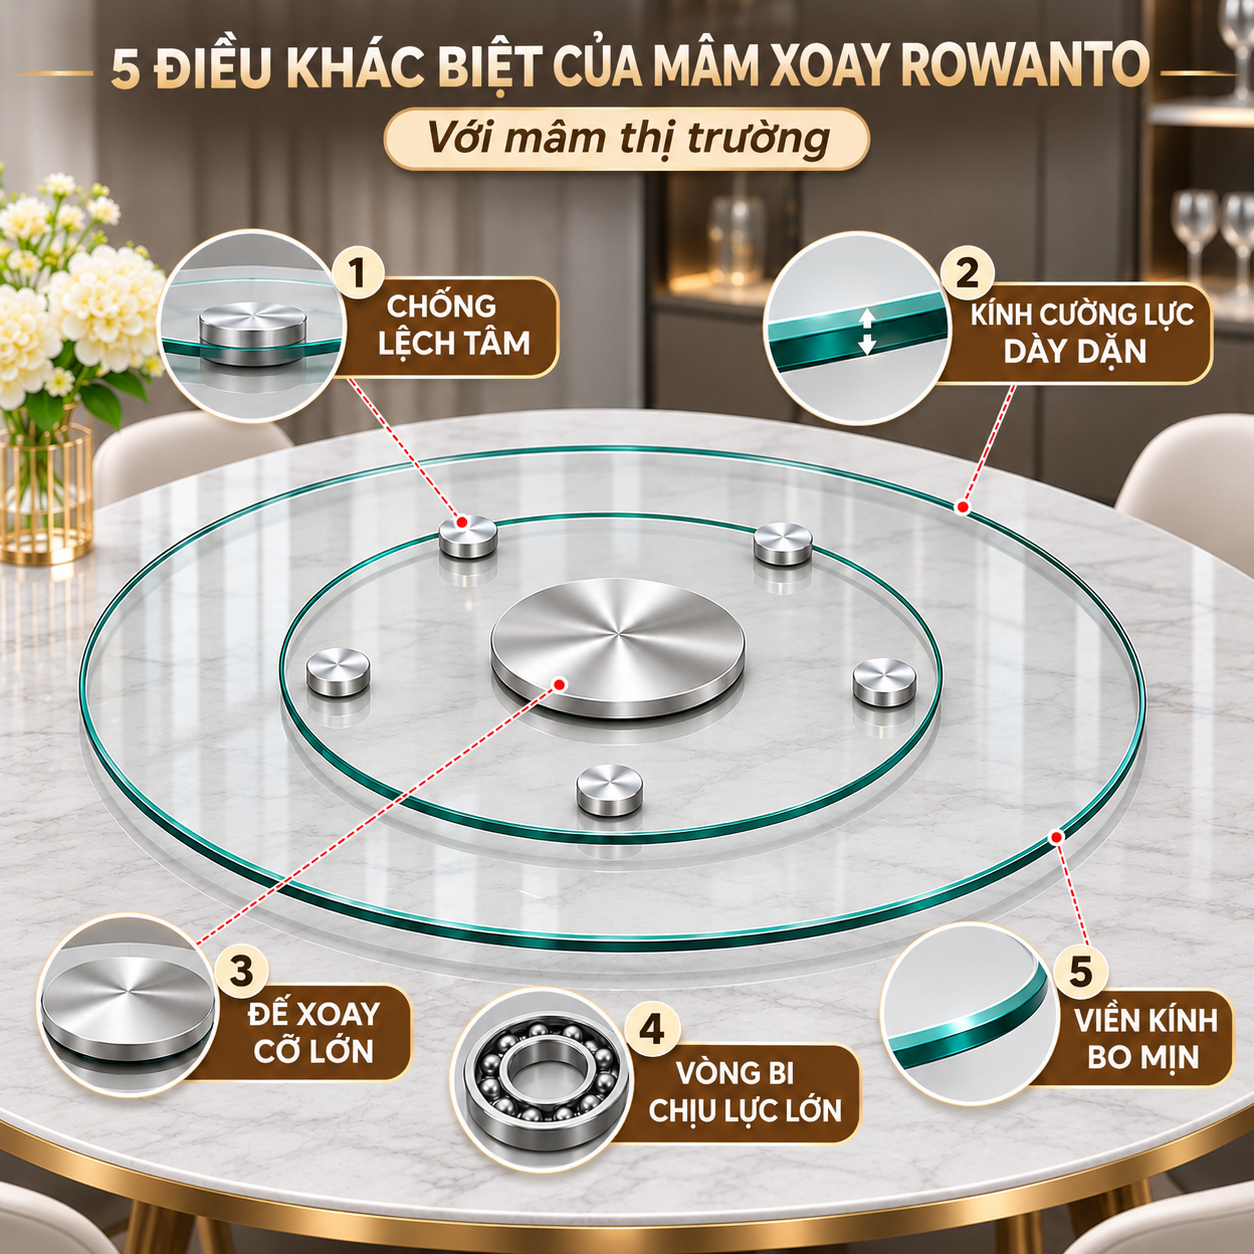 5 ĐIỀU KHÁC BIỆT CỦA MÂM XOAY ROWANTO
Với mâm thị trường
1
CHỐNG
LỆCH TÂM
2
KÍNH CƯỜNG LỰC
DÀY DẶN
3
ĐẾ XOAY
CỠ LỚN
4
VÒNG BI
CHỊU LỰC LỚN
5
VIỀN KÍNH
BO MỊN